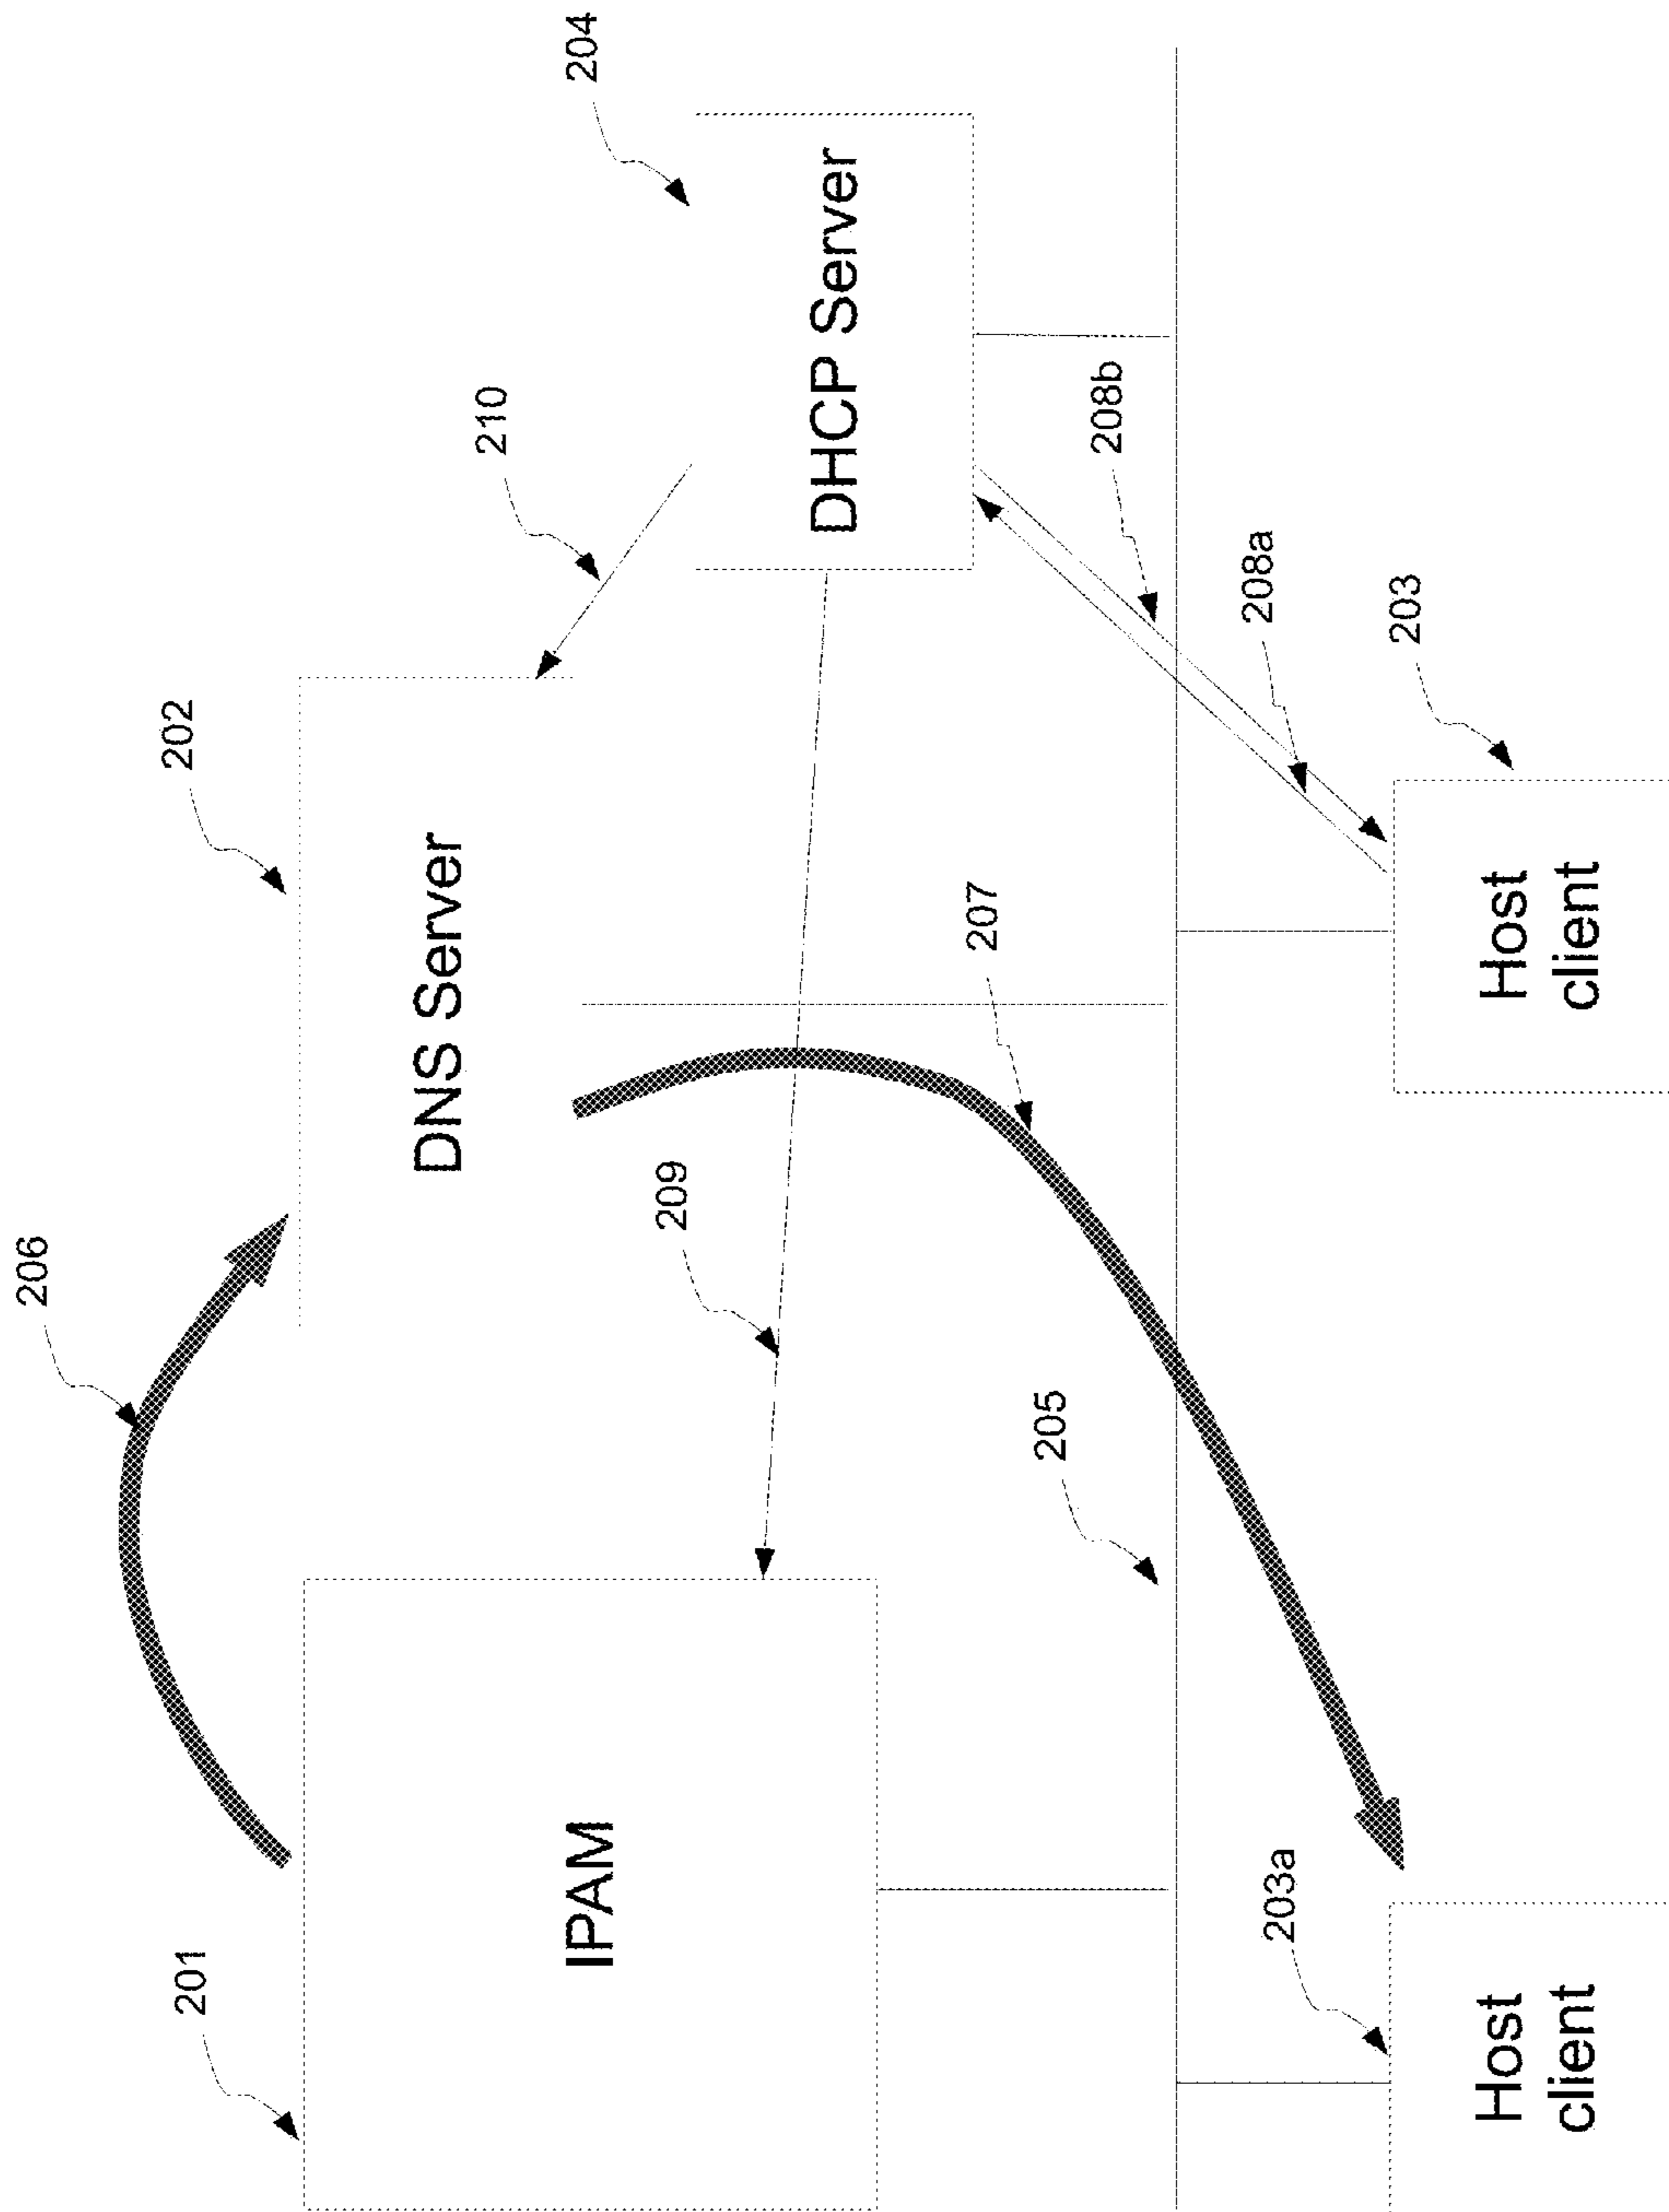 206
202
204
201
210
IPAM
DNS Server
DHCP Server
209
207
208b
205
208a
203a
203
Host
client
Host
client